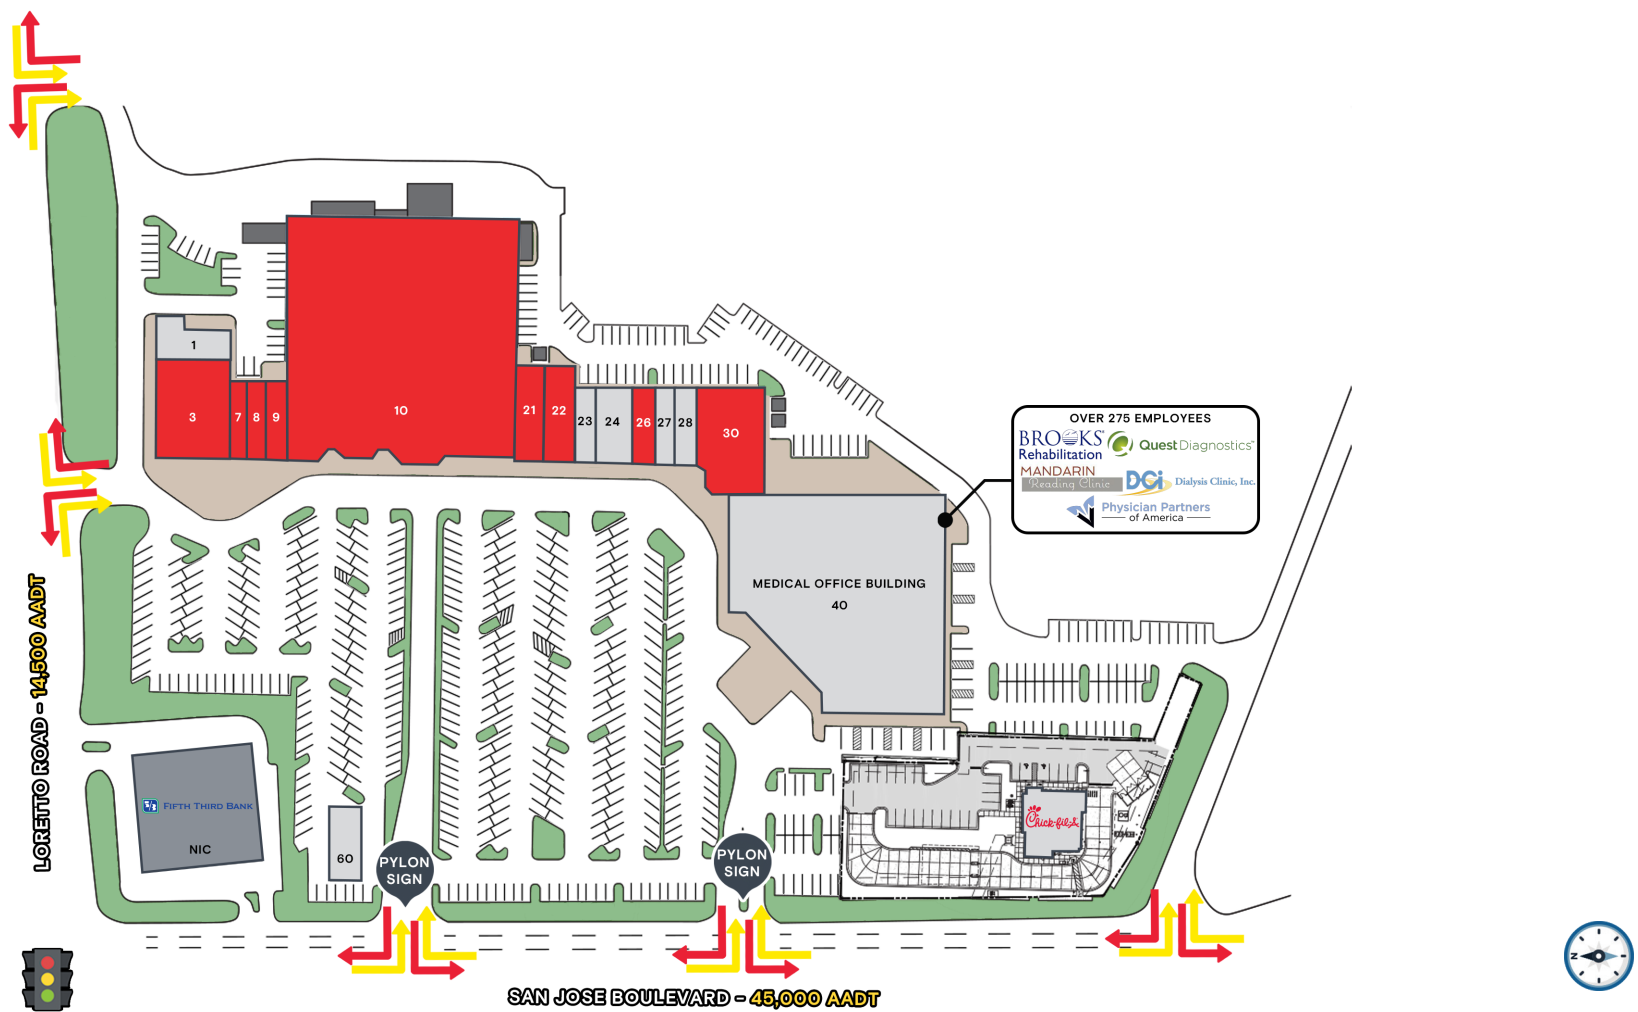 OVER 275 EMPLOYEES
BROOKS
Rehabilitation
Quest Diagnostics
MANDARIN
Reading Clinic
DCi Dialysis Clinic, Inc.
Physician Partners
of America
1
3
7
8
9
10
21
22
23
24
26
27
28
30
MEDICAL OFFICE BUILDING
40
LORETTO ROAD - 14,500 AADT
FIFTH THIRD BANK
NIC
60
PYLON
SIGN
PYLON
SIGN
Chick-fil-A
N
SAN JOSE BOULEVARD - 45,000 AADT